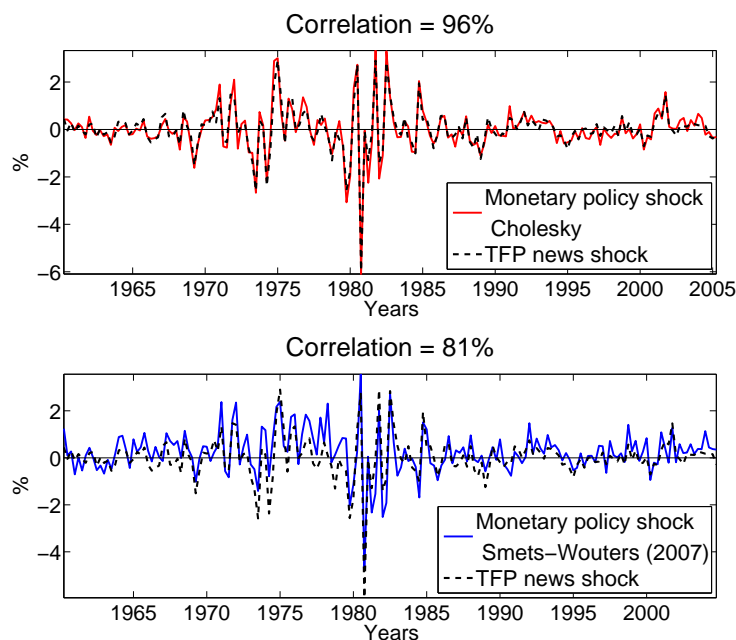 Correlation = 96%
2
0
−2
−4
−6
%
Monetary policy shock
Cholesky
TFP news shock
1965 1970 1975 1980 1985 1990 1995 2000 2005
Years
Correlation = 81%
2
0
−2
−4
%
Monetary policy shock
Smets−Wouters (2007)
TFP news shock
1965 1970 1975 1980 1985 1990 1995 2000
Years